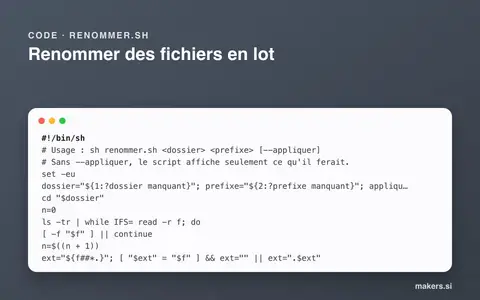 CODE · RENOMMER.SH
Renommer des fichiers en lot
#!/bin/sh
# Usage : sh renommer.sh <dossier> <prefixe> [--appliquer]
# Sans --appliquer, le script affiche seulement ce qu'il ferait.
set -eu
dossier="${1:?dossier manquant}"; prefixe="${2:?prefixe manquant}"; appliqu…
cd "$dossier"
n=0
ls -tr | while IFS= read -r f; do
[ -f "$f" ] || continue
n=$((n + 1))
ext="${f##*.}"; [ "$ext" = "$f" ] && ext="" || ext=".$ext"
makers.si